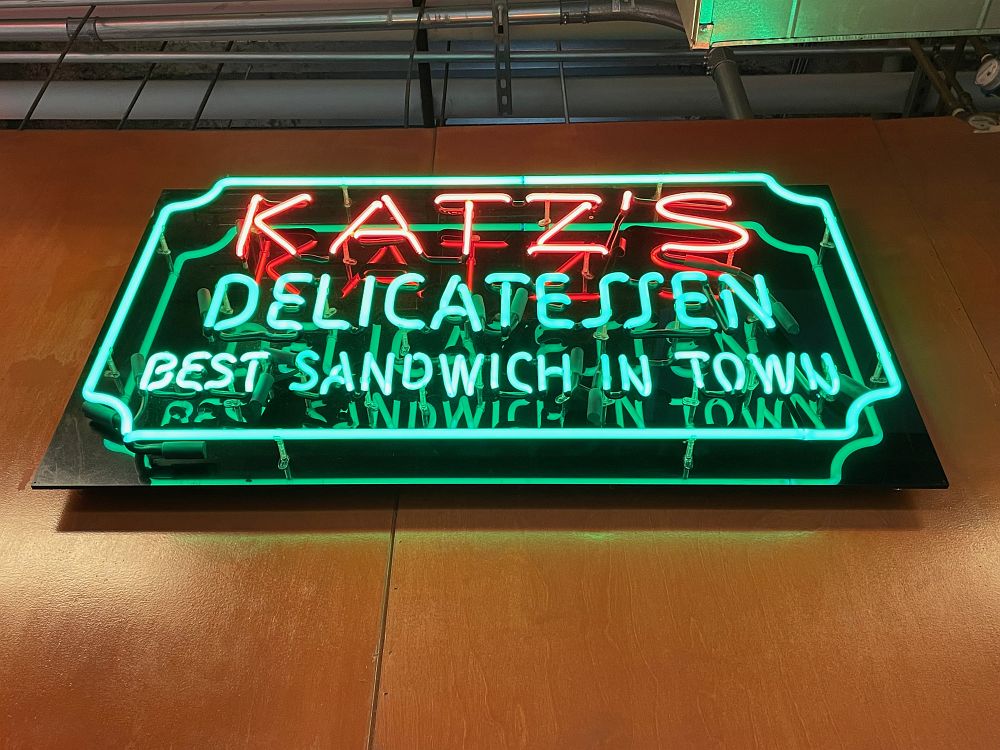 KATZ'S
DELICATESSEN
BEST SANDWICH IN TOWN